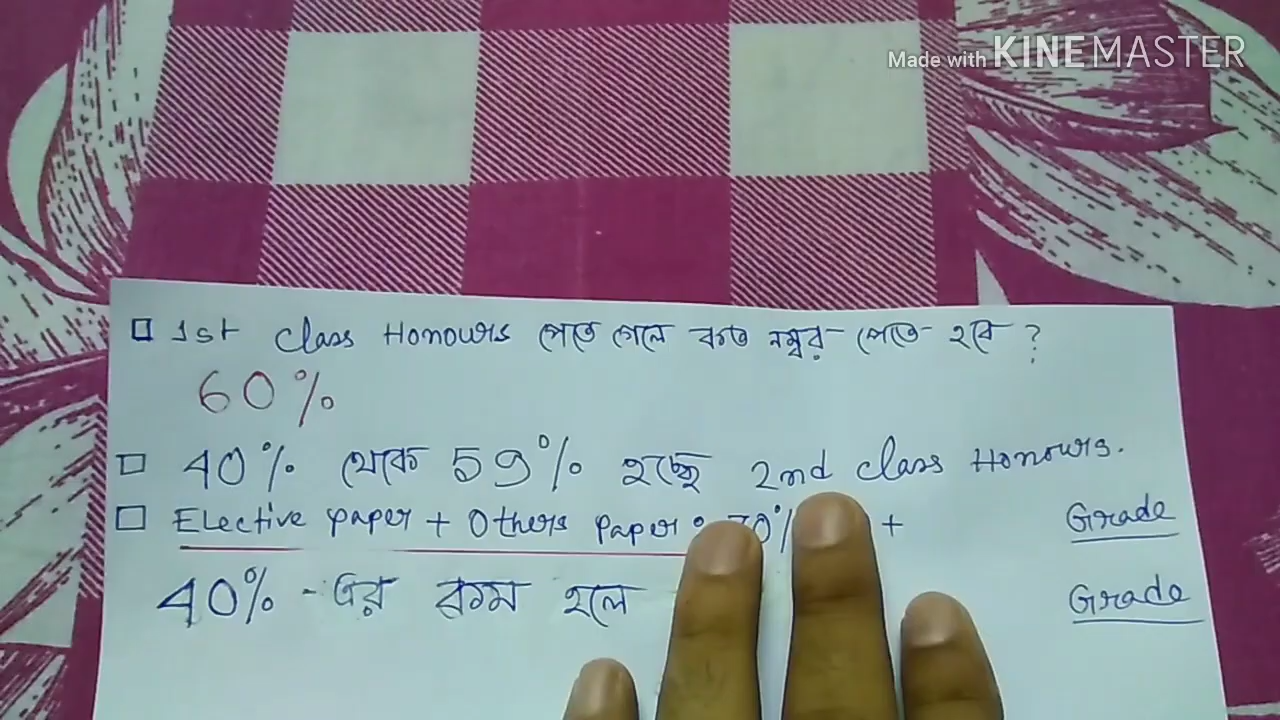 Made with KINEMASTER
1st Class Honours পেতে গেলে কত নম্বর পেতে হবে ?
60%
40% থেকে 59% হচ্ছে 2nd Class Honours.
Elective paper + Others Paper : 70% + Grade
40% -এর কম হলে Grade